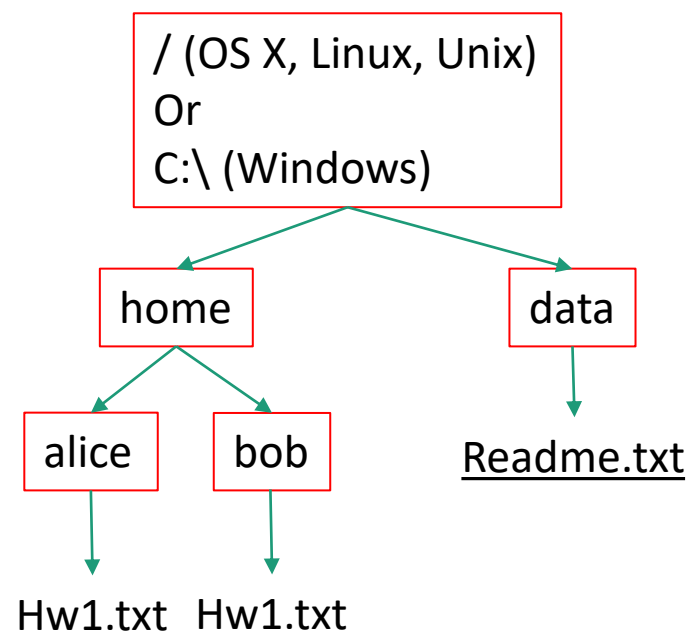 / (OS X, Linux, Unix)
Or
C:\ (Windows)
home
data
alice
bob
Readme.txt
Hw1.txt
Hw1.txt